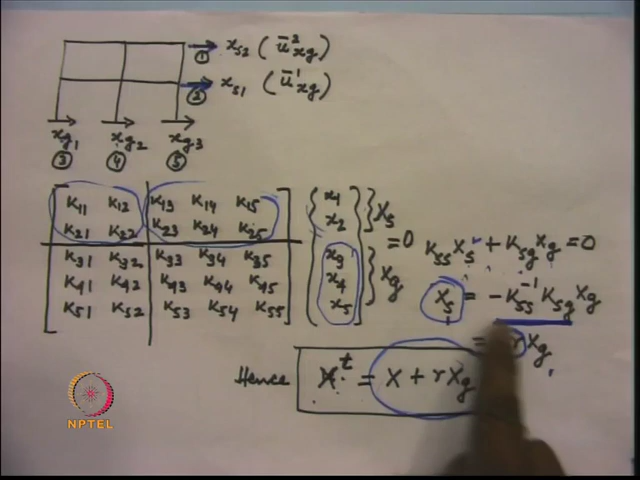 x_s2 (ü²_xg)
①
x_s1 (ü¹_xg)
②
x_g1 x_g2 x_g3
③ ④ ⑤
K11 K12 K13 K14 K15
K21 K22 K23 K24 K25
K31 K32 K33 K34 K35
K41 K42 K43 K44 K45
K51 K52 K53 K54 K55
x1
x2
x3
x4
x5
X_s
X_g
=0
K_ss X_s + K_sg X_g = 0
X_s = -K_ss^-1 K_sg X_g
= r X_g
Hence X^t = X + r X_g
NPTEL